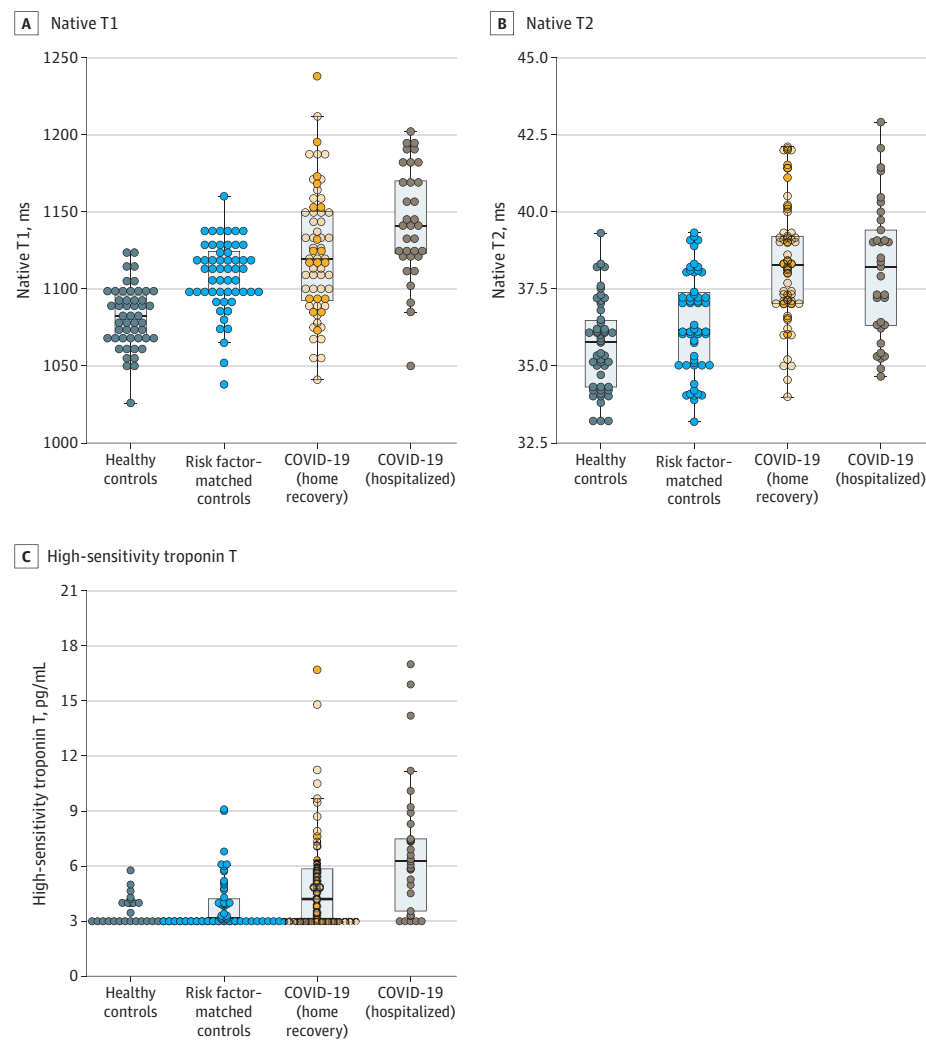 A Native T1
1250
1200
1150
1100
1050
1000
Native T1, ms
Healthy controls
Risk factor-matched controls
COVID-19 (home recovery)
COVID-19 (hospitalized)
B Native T2
45.0
42.5
40.0
37.5
35.0
32.5
Native T2, ms
Healthy controls
Risk factor-matched controls
COVID-19 (home recovery)
COVID-19 (hospitalized)
C High-sensitivity troponin T
21
18
15
12
9
6
3
0
High-sensitivity troponin T, pg/mL
Healthy controls
Risk factor-matched controls
COVID-19 (home recovery)
COVID-19 (hospitalized)